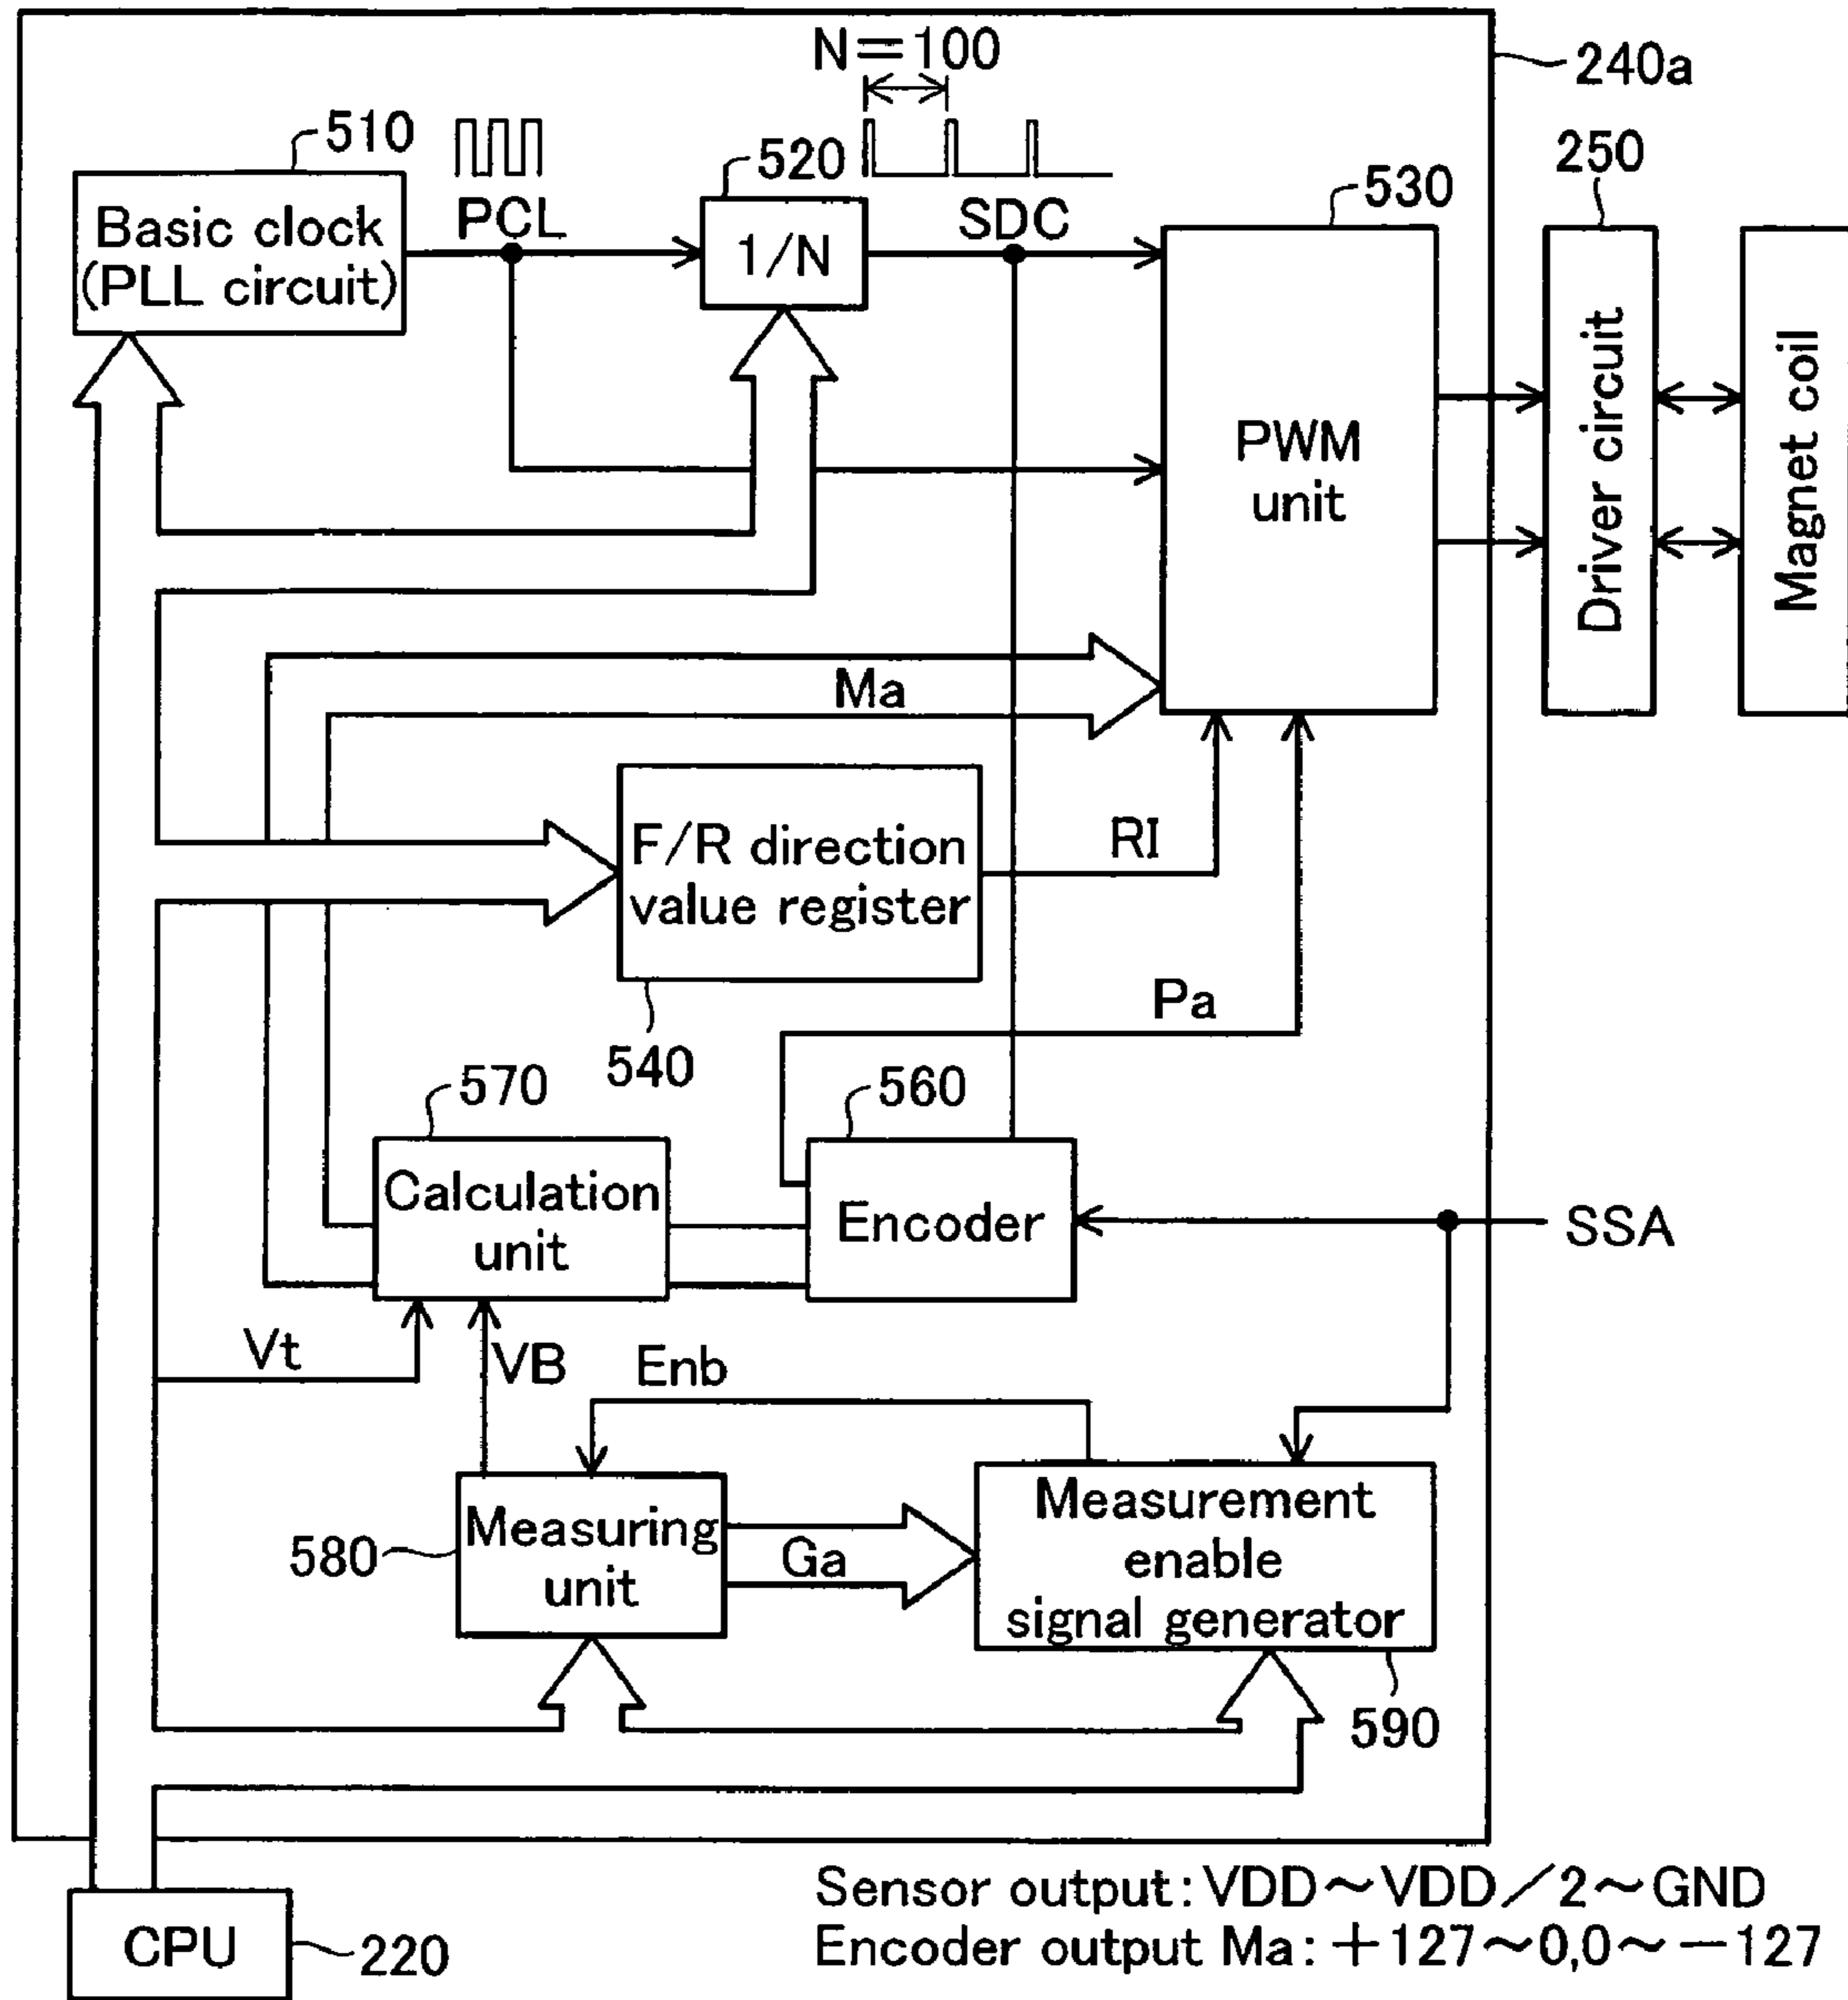 N=100
240a
510
520
250
530
PCL
SDC
Basic clock
(PLL circuit)
1/N
PWM
unit
Driver circuit
Magnet coil
Ma
F/R direction
value register
RI
540
Pa
570
560
Calculation
unit
Encoder
SSA
Vt
VB
Enb
580
Measuring
unit
Ga
Measurement
enable
signal generator
590
CPU
220
Sensor output: VDD～VDD／2～GND
Encoder output Ma: ＋127～0,0～－127